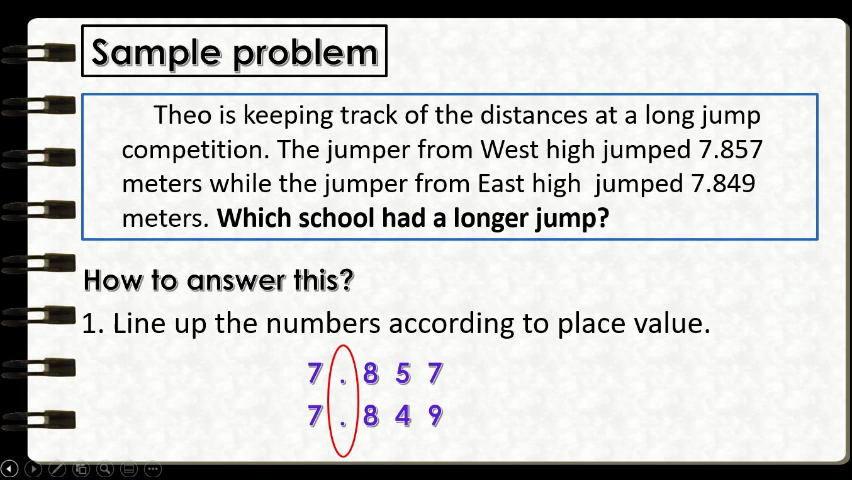 Sample problem
Theo is keeping track of the distances at a long jump
competition. The jumper from West high jumped 7.857
meters while the jumper from East high jumped 7.849
meters. Which school had a longer jump?
How to answer this?
1. Line up the numbers according to place value.
7 . 8 5 7
7 . 8 4 9